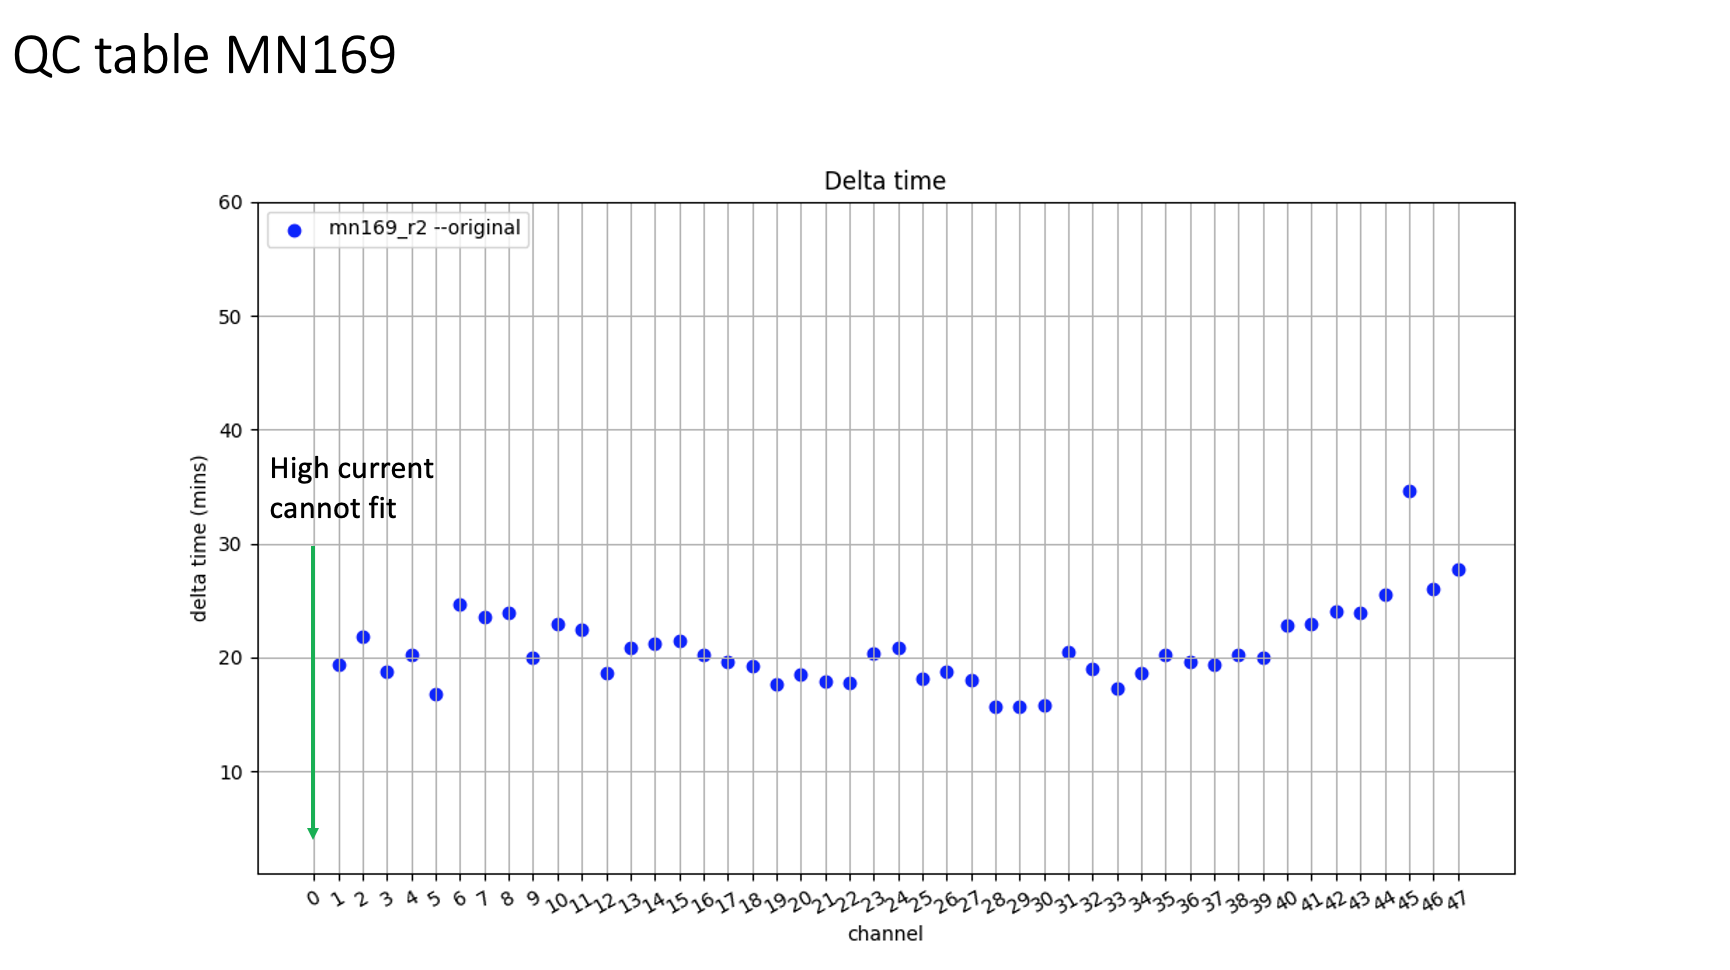 QC table MN169
Delta time
60
mn169_r2 --original
50
40
High current
cannot fit
30
20
10
delta time (mins)
0 1 2 3 4 5 6 7 8 9 10 11 12 13 14 15 16 17 18 19 20 21 22 23 24 25 26 27 28 29 30 31 32 33 34 35 36 37 38 39 40 41 42 43 44 45 46 47
channel